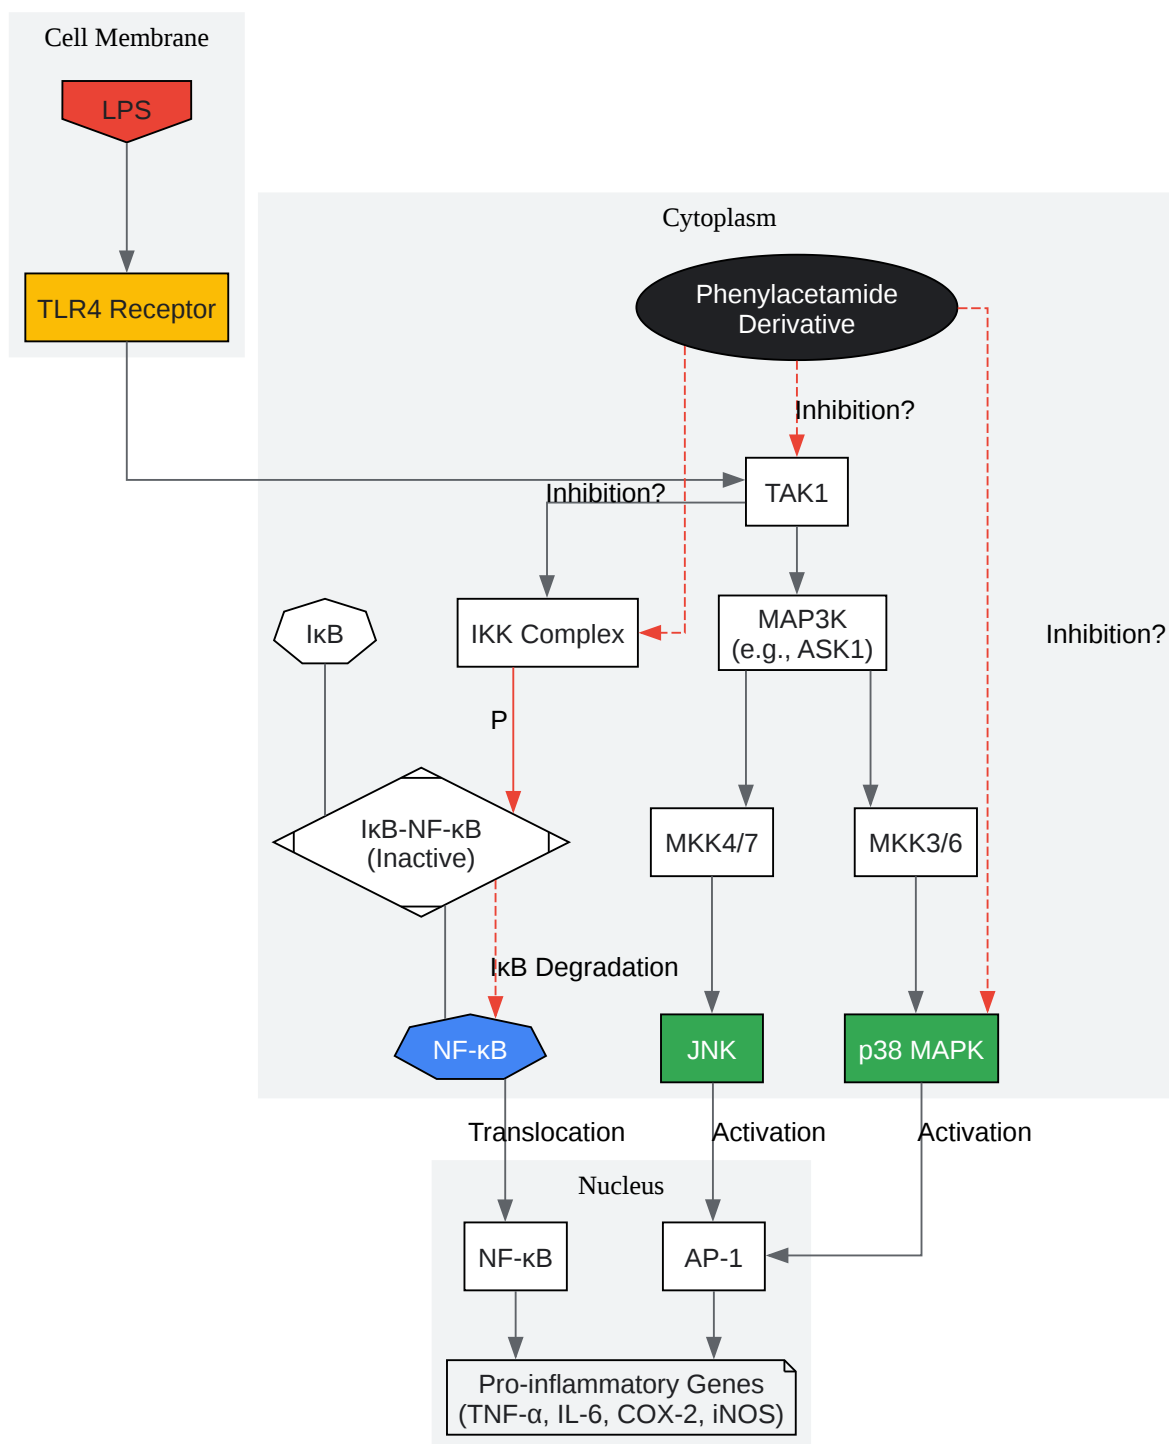 Cell Membrane
LPS
TLR4 Receptor
Cytoplasm
Phenylacetamide
Derivative
Inhibition?
TAK1
Inhibition?
IκB
IKK Complex
MAP3K
(e.g., ASK1)
Inhibition?
P
IκB-NF-κB
(Inactive)
MKK4/7
MKK3/6
IκB Degradation
NF-κB
JNK
p38 MAPK
Translocation
Activation
Activation
Nucleus
NF-κB
AP-1
Pro-inflammatory Genes
(TNF-α, IL-6, COX-2, iNOS)